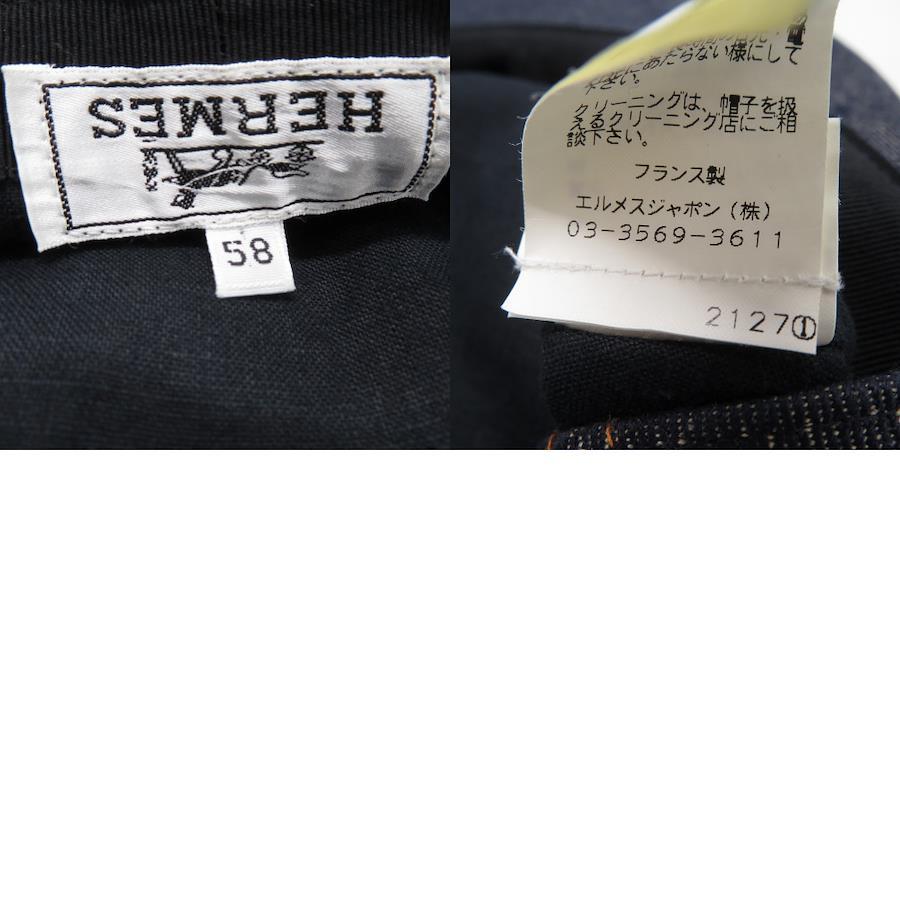 HERMES
58
にあたらない様にして
下さい。
クリーニングは、帽子を扱
えるクリーニング店にご相
談下さい。
フランス製
エルメスジャポン(株)
03-3569-3611
2127①